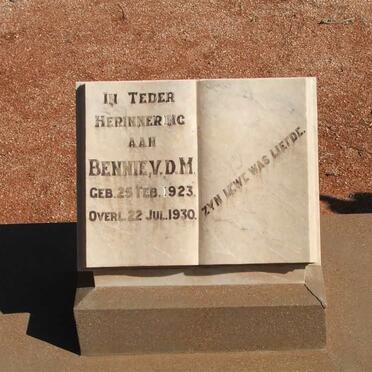 IN TEDER
HERINNERING
AAN
BENNIE, V.D.M.
GEB. 25 FEB. 1923.
OVERL. 22 JUL. 1930.
ZYN LEWE WAS LIEFDE.